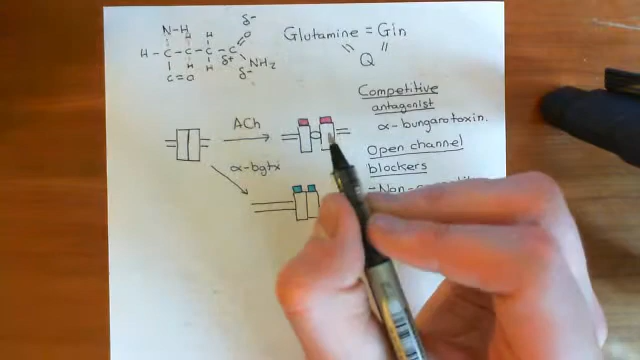 N-H
H
H
δ-
O
H-C-C-C-C
δ+
NH₂
H
H
δ-
C=O
Glutamine = Gln
Q
Competitive
antagonist
α-bungarotoxin.
ACh
α-bgtx
Open channel
blockers